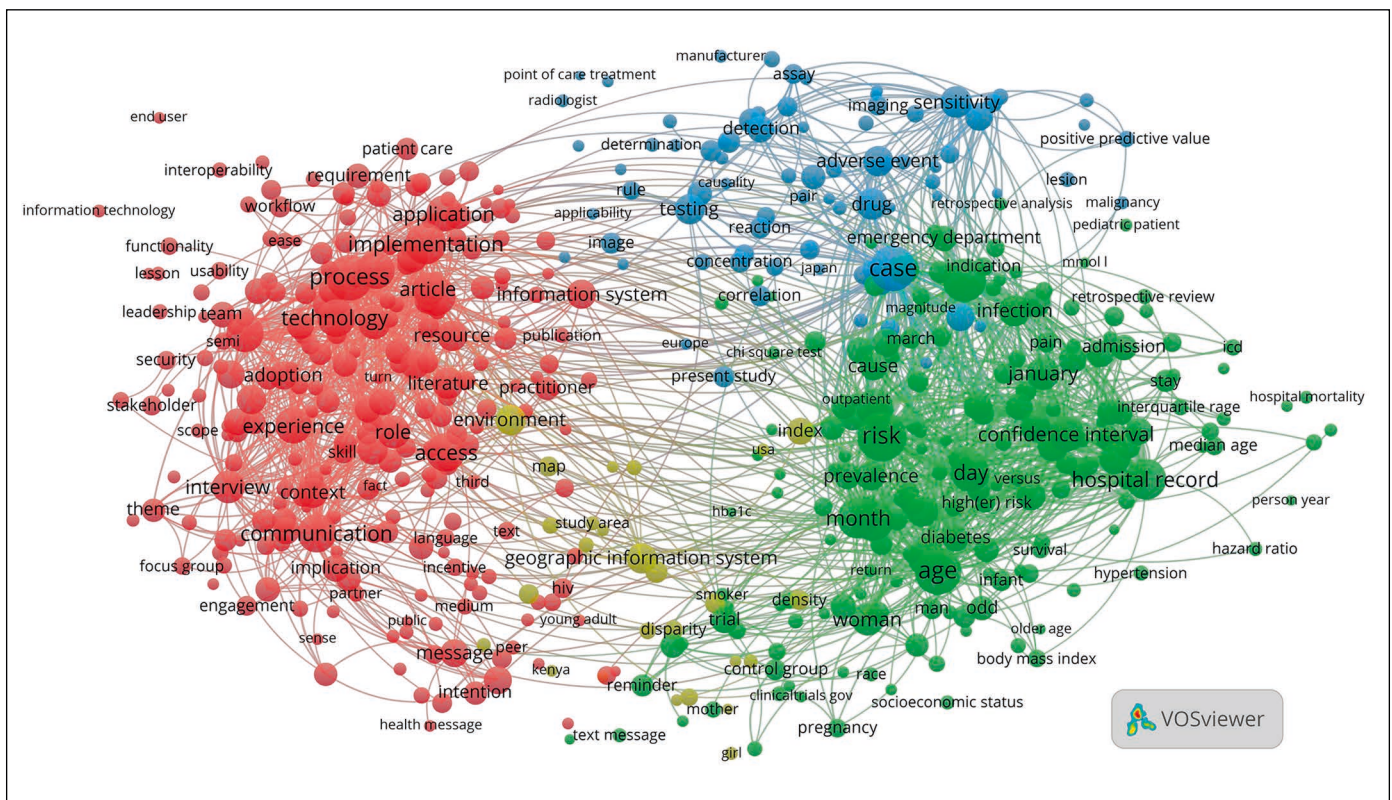 manufacturer
point of care treatment
assay
radiologist
imaging
sensitivity
end user
detection
positive predictive value
patient care
determination
interoperability
requirement
adverse event
causality
pair
lesion
rule
workflow
information technology
application
testing
applicability
drug
retrospective analysis
malignancy
pediatric patient
reaction
ease
functionality
implementation
image
emergency department
lesson
usability
process
concentration
japan
case
indication
mmol l
article
information system
correlation
retrospective review
leadership
team
technology
magnitude
infection
semi
resource
publication
europe
march
pain
admission
icd
security
chi square test
cause
turn
january
adoption
literature
practitioner
present study
stay
stakeholder
outpatient
hospital mortality
interquartile rage
environment
scope
experience
role
index
risk
confidence interval
median age
skill
access
usa
map
prevalence
day
versus
hospital record
interview
context
fact
third
person year
theme
hba1c
high(er) risk
study area
month
communication
language
text
diabetes
survival
hazard ratio
focus group
implication
incentive
geographic information system
return
age
infant
hypertension
partner
hiv
smoker
engagement
medium
density
man
odd
public
young adult
trial
woman
older age
sense
disparity
message
peer
kenya
control group
race
body mass index
intention
reminder
clinicaltrials gov
socioeconomic status
mother
health message
text message
pregnancy
girl
VOSviewer